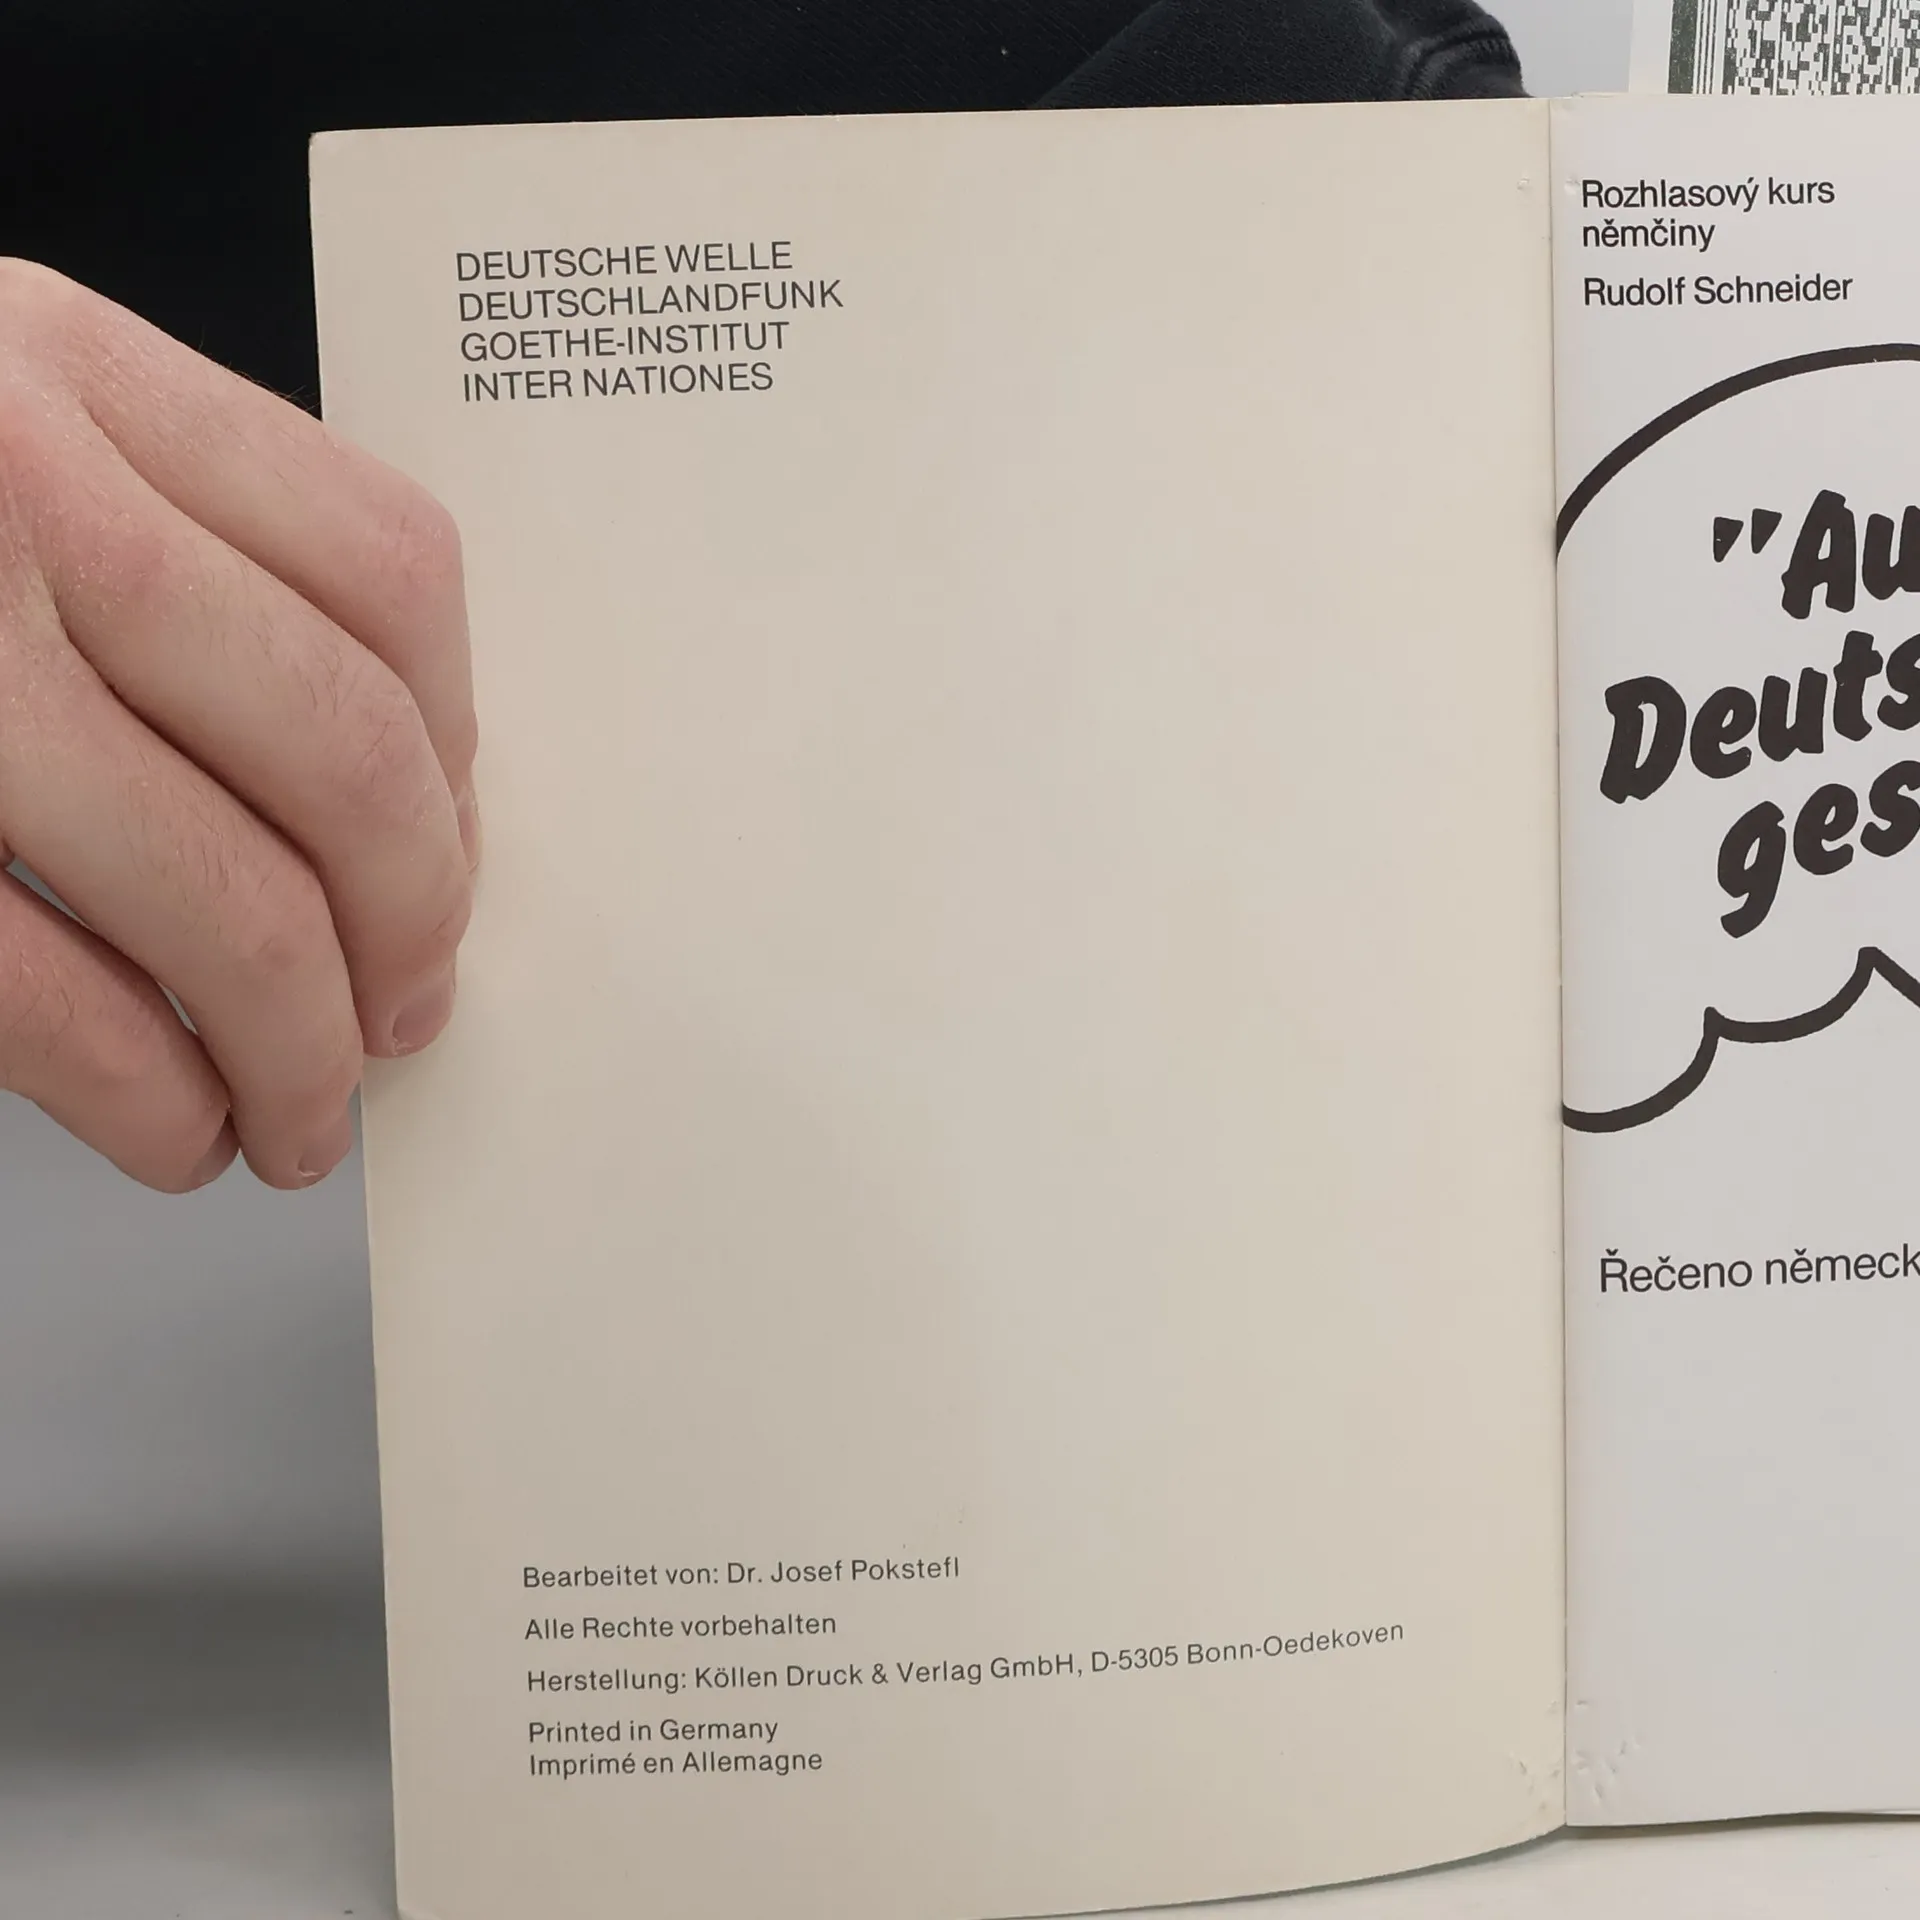 DEUTSCHE WELLE
DEUTSCHLANDFUNK
GOETHE-INSTITUT
INTER NATIONES
Bearbeitet von: Dr. Josef Pokstefl
Alle Rechte vorbehalten
Herstellung: Köllen Druck & Verlag GmbH, D-5305 Bonn-Oedekoven
Printed in Germany
Imprimé en Allemagne
Rozhlasový kurs
němčiny
Rudolf Schneider
"Au
Deuts
ges
Řečeno německ